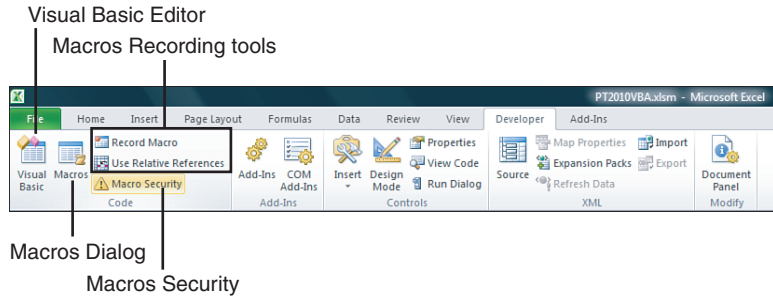 Visual Basic Editor
Macros Recording tools
PT2010VBA.xlsm - Microsoft Excel
File Home Insert Page Layout Formulas Data Review View Developer Add-Ins
Visual Basic
Macros
Record Macro
Use Relative References
Macro Security
Code
Add-Ins
COM Add-Ins
Add-Ins
Insert
Design Mode
Properties
View Code
Run Dialog
Controls
Source
Map Properties
Expansion Packs
Refresh Data
Import
Export
XML
Document Panel
Modify
Macros Dialog
Macros Security